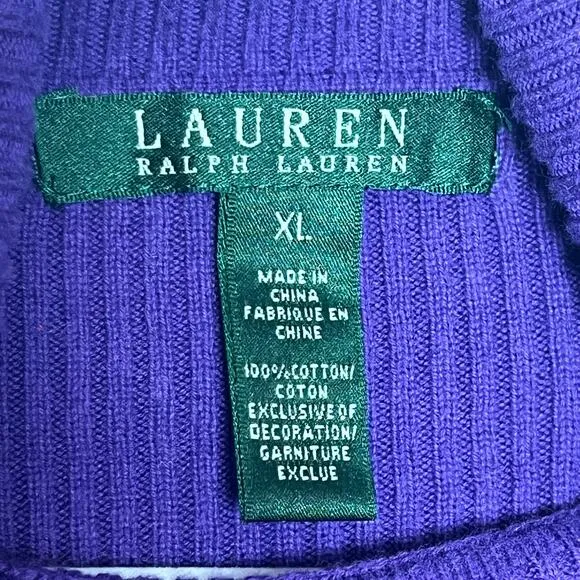 LAUREN
RALPH LAUREN
XL
MADE IN
CHINA
FABRIQUE EN
CHINE
100%COTTON/
COTON
EXCLUSIVE OF
DECORATION/
GARNITURE
EXCLUE